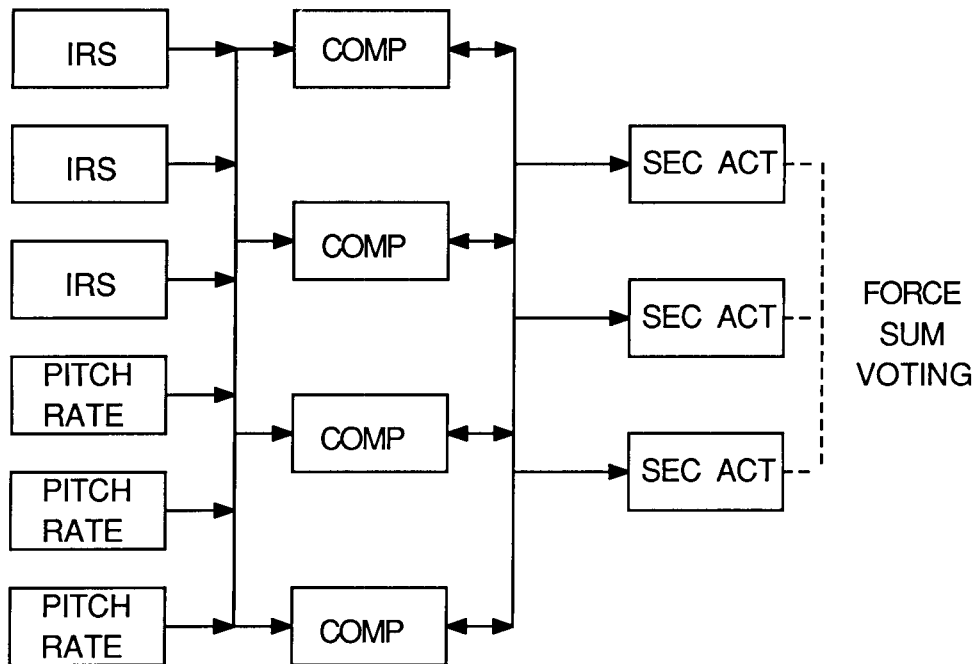 IRS
IRS
IRS
PITCH
RATE
PITCH
RATE
PITCH
RATE
COMP
COMP
COMP
COMP
SEC ACT
SEC ACT
SEC ACT
FORCE
SUM
VOTING